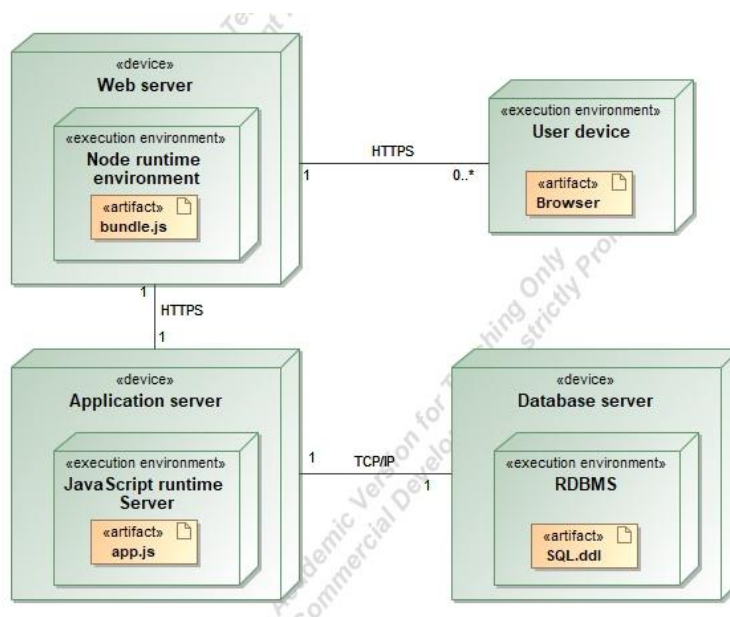 «device»
Web server
«execution environment»
Node runtime
environment
«artifact»
bundle.js
HTTPS
1
0..*
«execution environment»
User device
«artifact»
Browser
1
HTTPS
1
«device»
Application server
«execution environment»
JavaScript runtime
Server
«artifact»
app.js
1
TCP/IP
1
«device»
Database server
«execution environment»
RDBMS
«artifact»
SQL.ddl
Academic Version for Teaching Only
Commercial Development strictly